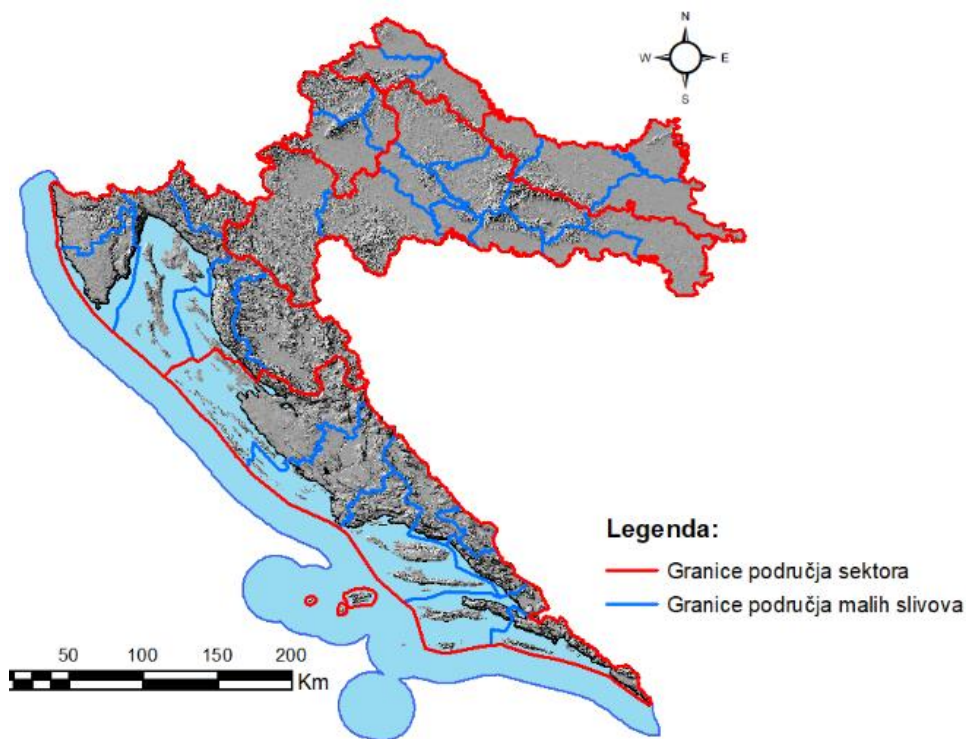 N
W E
S
Legenda:
Granice područja sektora
Granice područja malih slivova
50 100 150 200
Km